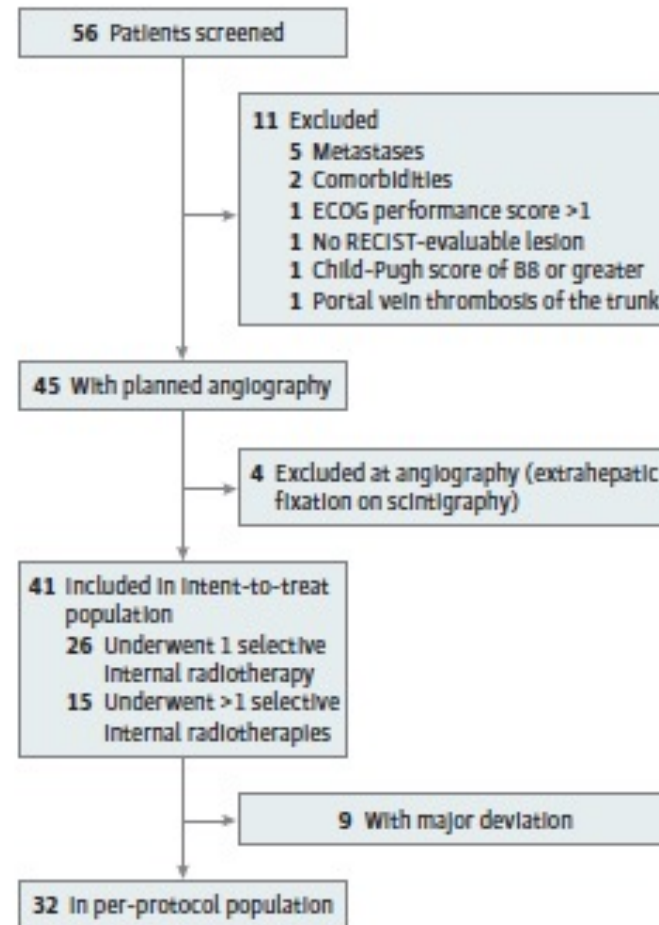 56 Patients screened
11 Excluded
5 Metastases
2 Comorbidities
1 ECOG performance score >1
1 No RECIST-evaluable lesion
1 Child-Pugh score of B8 or greater
1 Portal vein thrombosis of the trunk
45 With planned angiography
4 Excluded at angiography (extrahepatic
fixation on scintigraphy)
41 Included in intent-to-treat
population
26 Underwent 1 selective
internal radiotherapy
15 Underwent >1 selective
internal radiotherapies
9 With major deviation
32 In per-protocol population